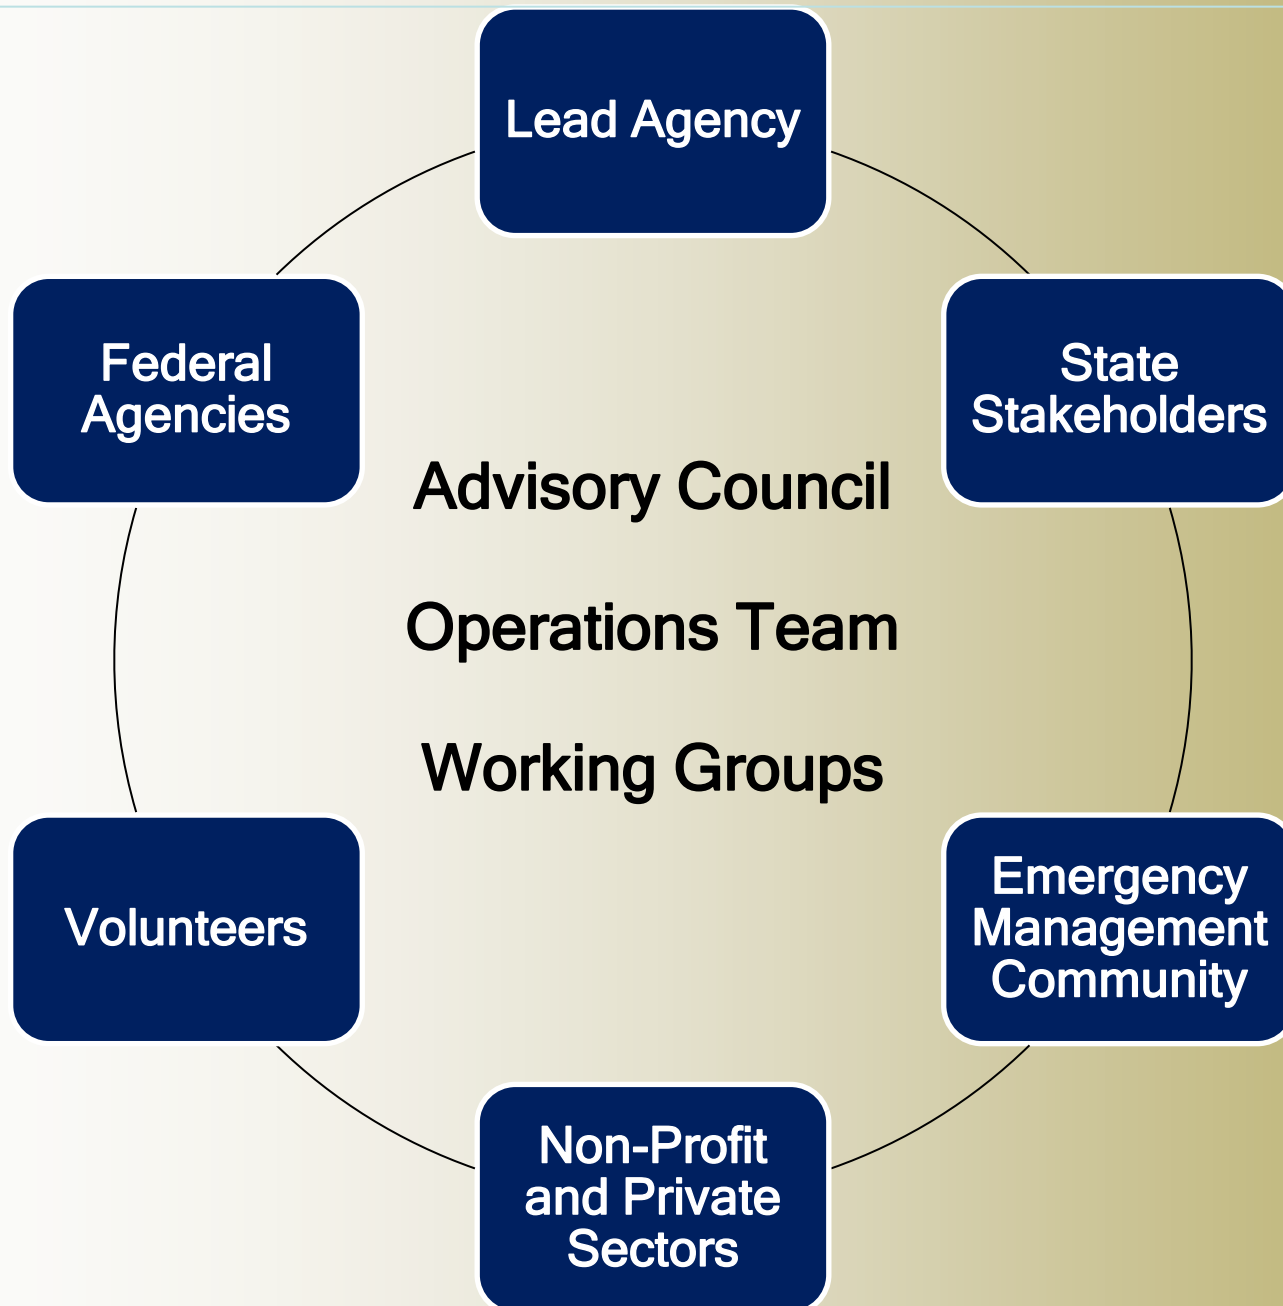 Lead Agency
Federal
Agencies
State
Stakeholders
Advisory Council
Operations Team
Working Groups
Volunteers
Emergency
Management
Community
Non-Profit
and Private
Sectors